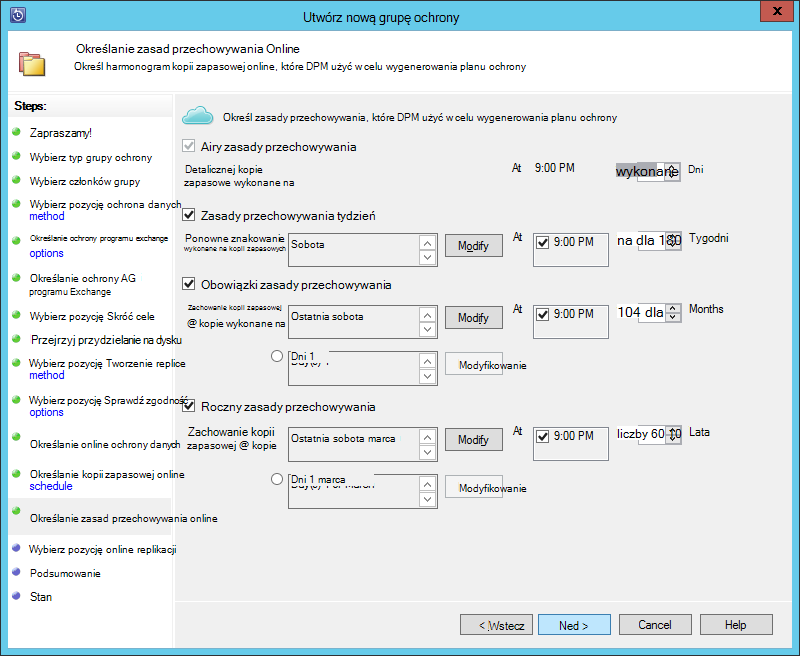 Utwórz nową grupę ochrony
Określanie zasad przechowywania Online
Określ harmonogram kopii zapasowej online, które DPM użyć w celu wygenerowania planu ochrony
Steps:
Zapraszamy!
Wybierz typ grupy ochrony
Wybierz członków grupy
Wybierz pozycję ochrona danych
method
Określanie ochrony programu exchange
options
Określanie ochrony AG
programu Exchange
Wybierz pozycję Skróć cele
Przejrzyj przydzielanie na dysku
Wybierz pozycję Tworzenie replice
method
Wybierz pozycję Sprawdź zgodność
options
Określanie online ochrony danych
Określanie kopii zapasowej online
schedule
Określanie zasad przechowywania online
Wybierz pozycję online replikacji
Podsumowanie
Stan
Określ zasady przechowywania, które DPM użyć w celu wygenerowania planu ochrony
Airy zasady przechowywania
Detalicznej kopie
zapasowe wykonane na
At 9:00 PM wykonane Dni
Zasady przechowywania tydzień
Ponowne znakowanie
wykonane na kopii zapasowych
Sobota Modify At 9:00 PM na dla 180 Tygodni
Obowiązki zasady przechowywania
Zachowanie kopii zapasowej
@ kopie wykonane na
Ostatnia sobota Modify At 9:00 PM 104 dla Months
Dni 1 Modyfikowanie
Roczny zasady przechowywania
Zachowanie kopii
zapasowej @ kopie
Ostatnia sobota marca Modify At 9:00 PM liczby 60 Lata
Dni 1 marca Modyfikowanie
< Wstecz Ned > Cancel Help